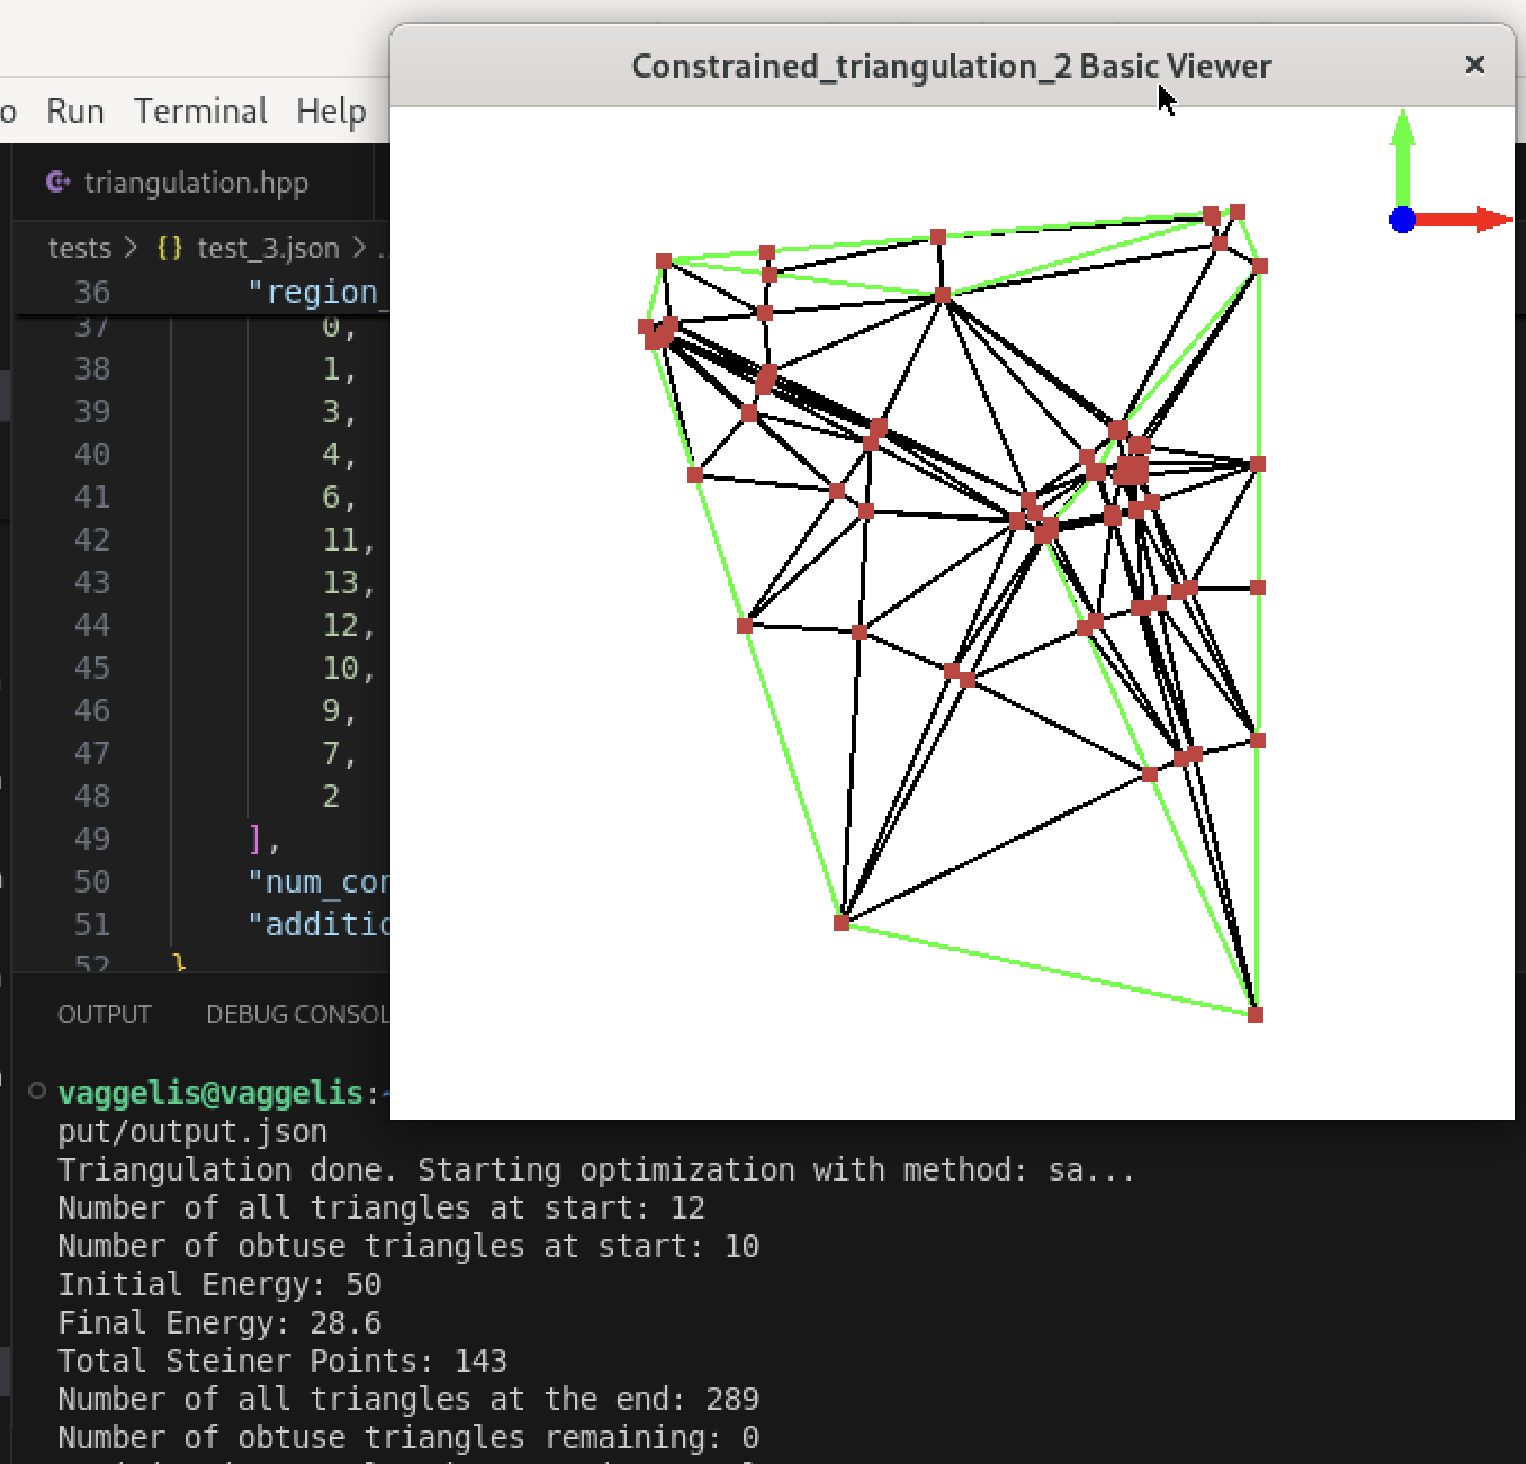 Constrained_triangulation_2 Basic Viewer
Run Terminal Help
triangulation.hpp
tests > {} test_3.json > ..
36 "region_
37 0,
38 1,
39 3,
40 4,
41 6,
42 11,
43 13,
44 12,
45 10,
46 9,
47 7,
48 2
49 ],
50 "num_con
51 "additio
52 }
OUTPUT DEBUG CONSOL
vaggelis@vaggelis:~
put/output.json
Triangulation done. Starting optimization with method: sa...
Number of all triangles at start: 12
Number of obtuse triangles at start: 10
Initial Energy: 50
Final Energy: 28.6
Total Steiner Points: 143
Number of all triangles at the end: 289
Number of obtuse triangles remaining: 0